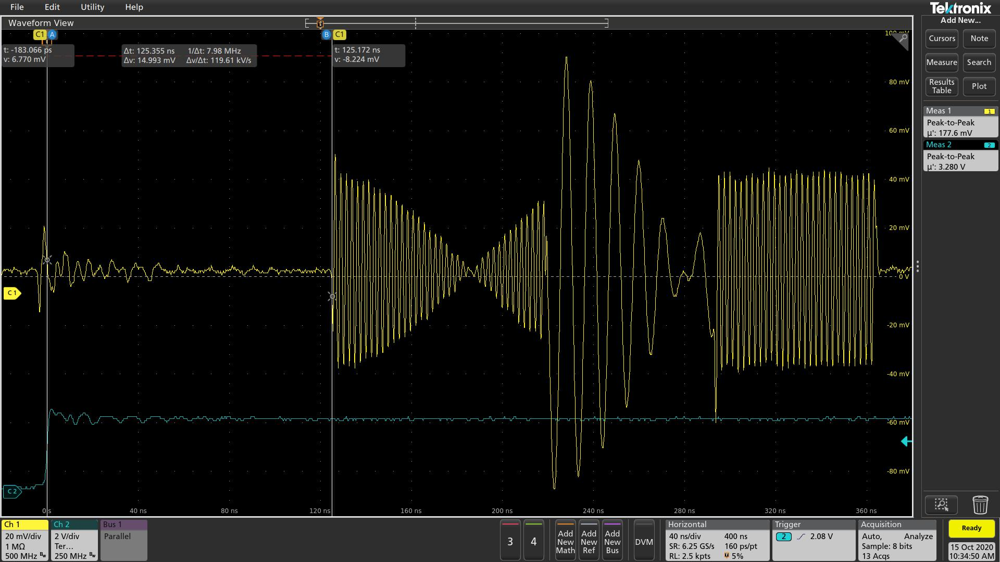 File Edit Utility Help
Tektronix
Waveform View
Add New...
C1 A
B C1
t: -183.066 ps
v: 6.770 mV
Δt: 125.355 ns 1/Δt: 7.98 MHz
Δv: 14.993 mV Δv/Δt: 119.61 kV/s
t: 125.172 ns
v: -8.224 mV
100 mV
80 mV
60 mV
40 mV
20 mV
0 V
-20 mV
-40 mV
-60 mV
-80 mV
C 1
C 2
0 s 40 ns 80 ns 120 ns 160 ns 200 ns 240 ns 280 ns 320 ns 360 ns
Cursors Note
Measure Search
Results
Table
Plot
Meas 1 1
Peak-to-Peak
µ': 177.6 mV
Meas 2 2
Peak-to-Peak
µ': 3.280 V
Ch 1
20 mV/div
1 MΩ
500 MHz Bw
Ch 2
2 V/div
Ter...
250 MHz Bw
Bus 1
Parallel
3
4
Add
New
Math
Add
New
Ref
Add
New
Bus
DVM
Horizontal
40 ns/div 400 ns
SR: 6.25 GS/s 160 ps/pt
RL: 2.5 kpts 5%
Trigger
2 2.08 V
Acquisition
Auto, Analyze
Sample: 8 bits
13 Acqs
Ready
15 Oct 2020
10:34:50 AM